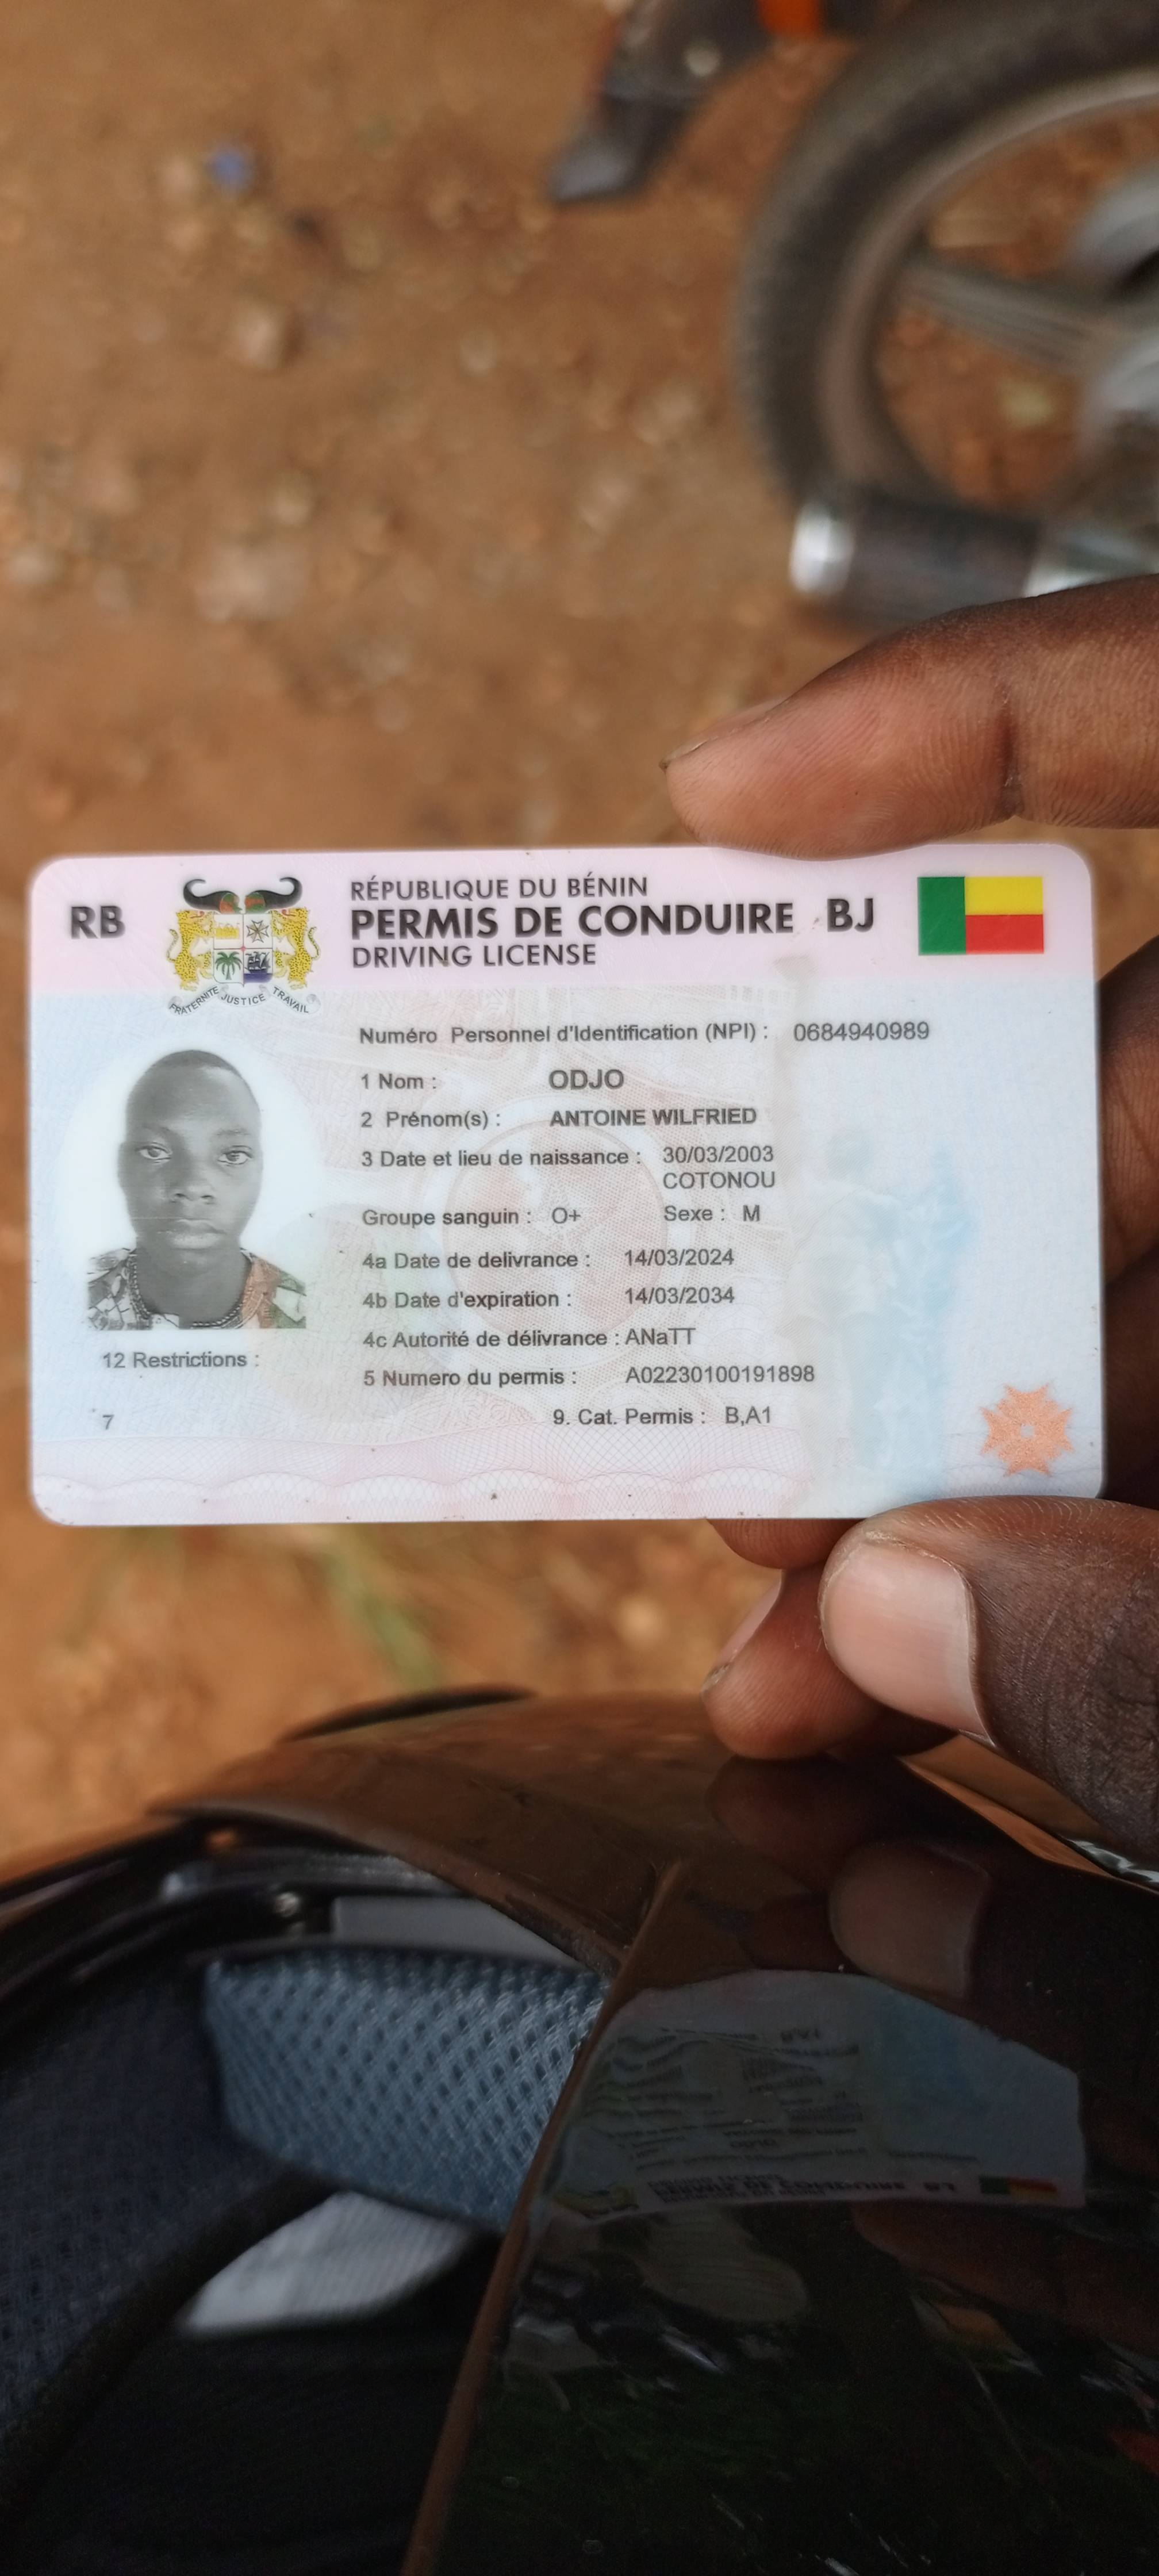 RB
FRATERNITE JUSTICE TRAVAIL
RÉPUBLIQUE DU BÉNIN
PERMIS DE CONDUIRE BJ
DRIVING LICENSE
Numéro Personnel d'Identification (NPI) : 0684940989
1 Nom : ODJO
2 Prénom(s) : ANTOINE WILFRIED
3 Date et lieu de naissance : 30/03/2003
COTONOU
Groupe sanguin : O+ Sexe : M
4a Date de delivrance : 14/03/2024
4b Date d'expiration : 14/03/2034
4c Autorité de délivrance : ANaTT
12 Restrictions :
5 Numero du permis : A02230100191898
7
9. Cat. Permis : B,A1